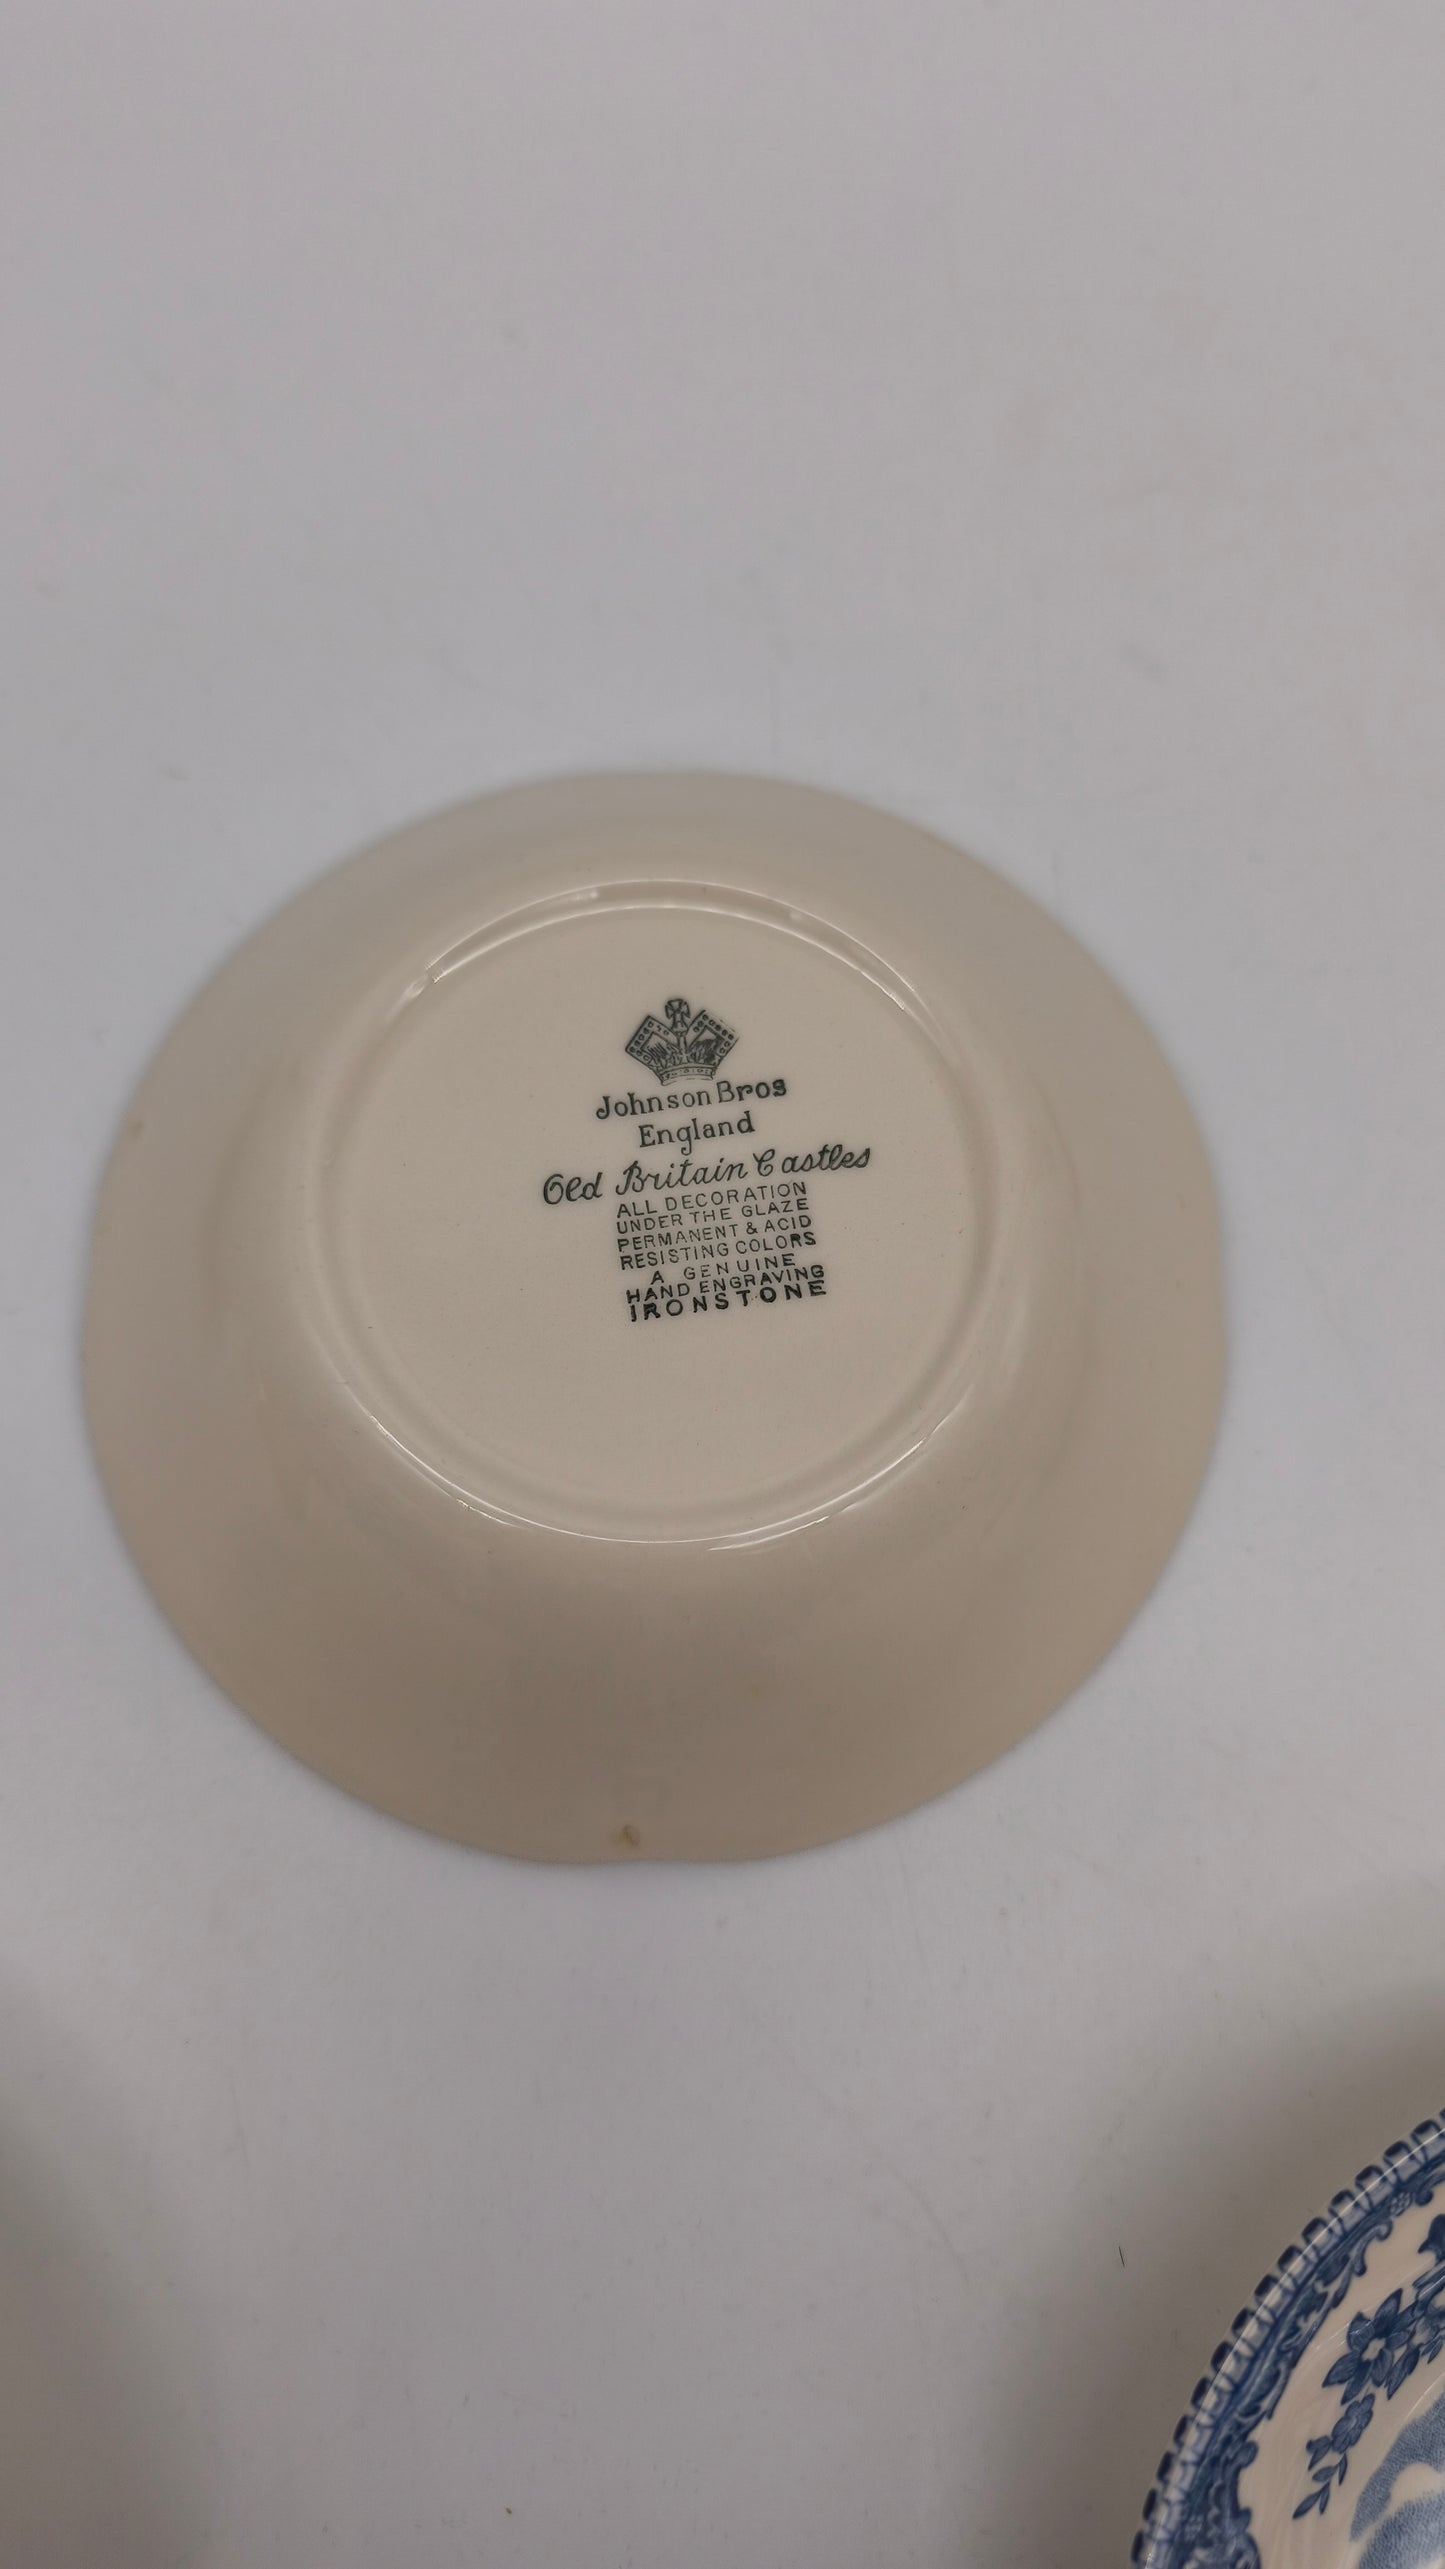 Johnson Bros
England
Old Britain Castles
ALL DECORATION
UNDER THE GLAZE
PERMANENT & ACID
RESISTING COLORS
A GENUINE
HAND ENGRAVING
IRONSTONE